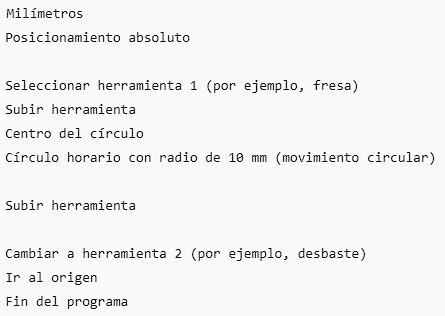 Milímetros
Posicionamiento absoluto
Seleccionar herramienta 1 (por ejemplo, fresa)
Subir herramienta
Centro del círculo
Círculo horario con radio de 10 mm (movimiento circular)
Subir herramienta
Cambiar a herramienta 2 (por ejemplo, desbaste)
Ir al origen
Fin del programa